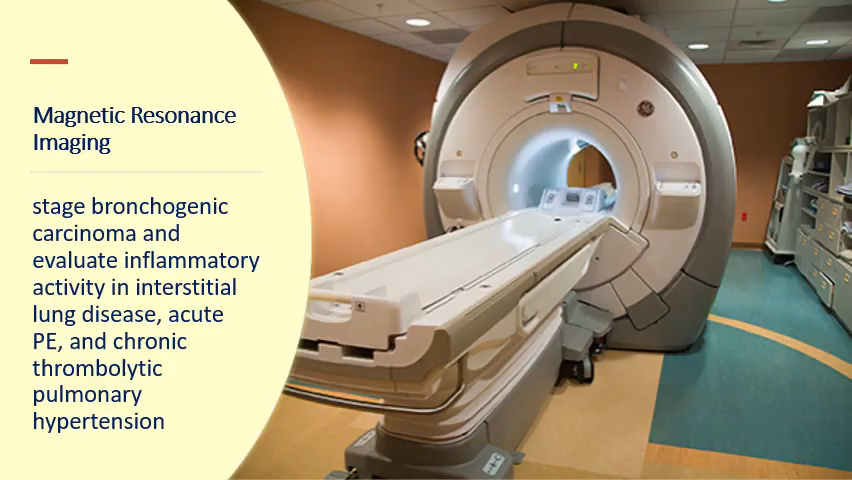 Magnetic Resonance
Imaging
stage bronchogenic
carcinoma and
evaluate inflammatory
activity in interstitial
lung disease, acute
PE, and chronic
thrombolytic
pulmonary
hypertension